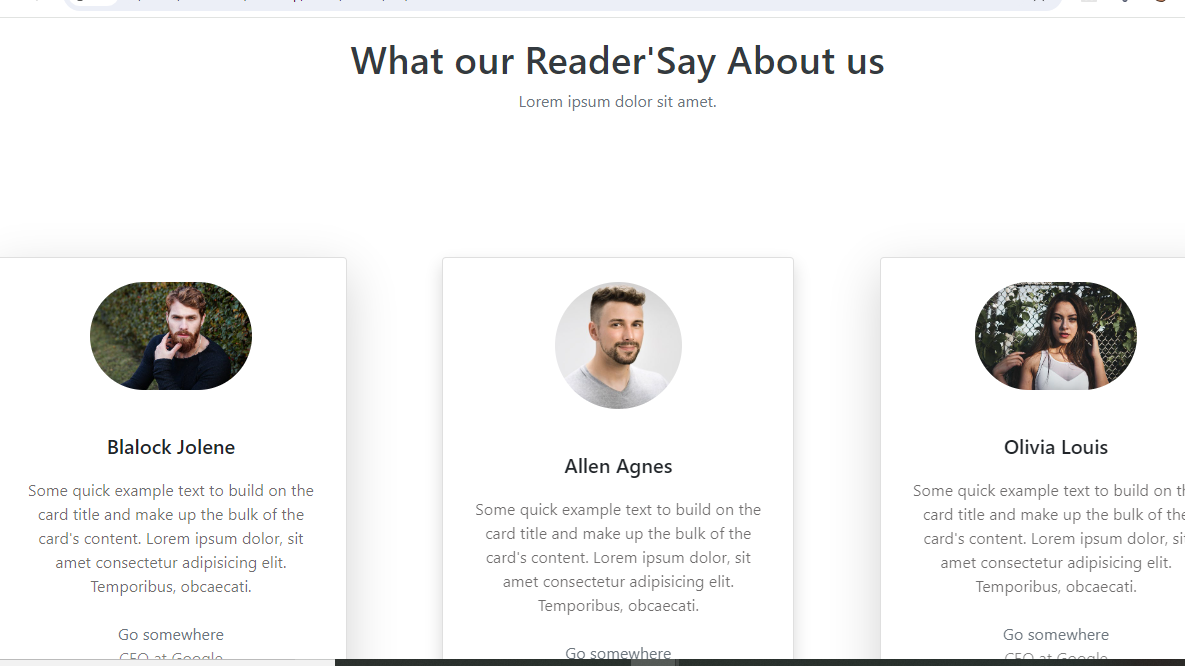 What our Reader'Say About us
Lorem ipsum dolor sit amet.
Blalock Jolene
Some quick example text to build on the
card title and make up the bulk of the
card's content. Lorem ipsum dolor, sit
amet consectetur adipisicing elit.
Temporibus, obcaecati.
Go somewhere
CEO at Google
Allen Agnes
Some quick example text to build on the
card title and make up the bulk of the
card's content. Lorem ipsum dolor, sit
amet consectetur adipisicing elit.
Temporibus, obcaecati.
Go somewhere
Olivia Louis
Some quick example text to build on th
card title and make up the bulk of the
card's content. Lorem ipsum dolor, sit
amet consectetur adipisicing elit.
Temporibus, obcaecati.
Go somewhere
CEO at Google